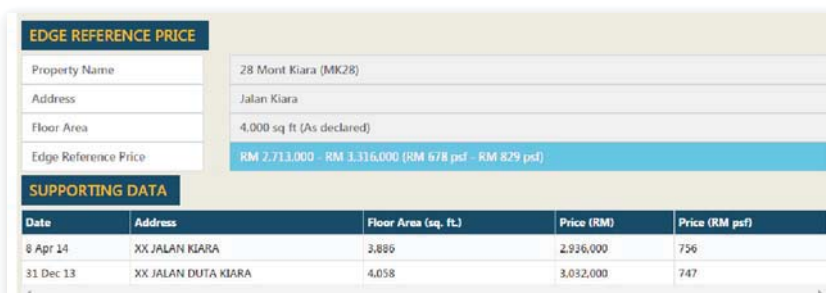 EDGE REFERENCE PRICE
Property Name 28 Mont Kiara (MK28)
Address Jalan Kiara
Floor Area 4,000 sq ft (As declared)
Edge Reference Price RM 2,713,000 - RM 3,316,000 (RM 678 psf - RM 829 psf)
SUPPORTING DATA
Date Address Floor Area (sq. ft.) Price (RM) Price (RM psf)
8 Apr 14 XX JALAN KIARA 3,886 2,936,000 756
31 Dec 13 XX JALAN DUTA KIARA 4,058 3,032,000 747